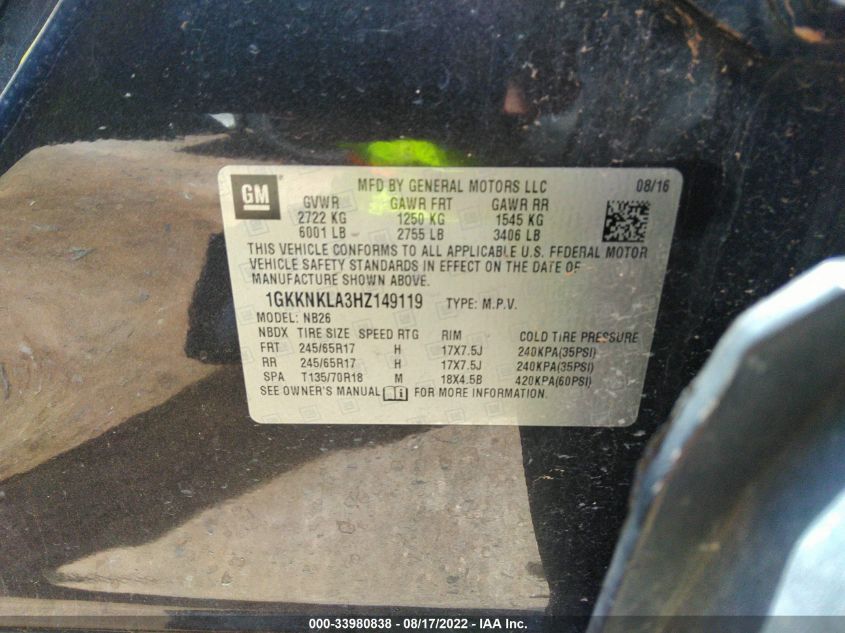 GM
MFD BY GENERAL MOTORS LLC 08/16
GVWR GAWR FRT GAWR RR
2722 KG 1250 KG 1545 KG
6001 LB 2755 LB 3406 LB
THIS VEHICLE CONFORMS TO ALL APPLICABLE U.S. FEDERAL MOTOR
VEHICLE SAFETY STANDARDS IN EFFECT ON THE DATE OF
MANUFACTURE SHOWN ABOVE.
1GKKNKLA3HZ149119 TYPE: M.P.V.
MODEL: NB26
NBDX TIRE SIZE SPEED RTG RIM COLD TIRE PRESSURE
FRT 245/65R17 H 17X7.5J 240KPA(35PSI)
RR 245/65R17 H 17X7.5J 240KPA(35PSI)
SPA T135/70R18 M 18X4.5B 420KPA(60PSI)
SEE OWNER'S MANUAL FOR MORE INFORMATION.
000-33980838 - 08/17/2022 - IAA Inc.